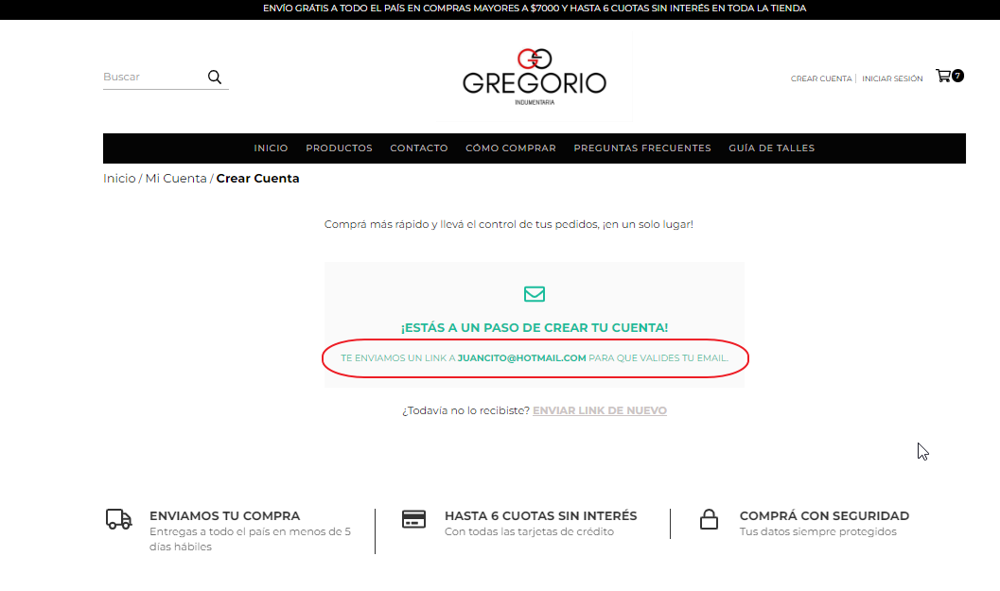 ENVÍO GRÁTIS A TODO EL PAÍS EN COMPRAS MAYORES A $7000 Y HASTA 6 CUOTAS SIN INTERÉS EN TODA LA TIENDA
Buscar
GREGORIO
INDUMENTARIA
CREAR CUENTA | INICIAR SESIÓN
7
INICIO PRODUCTOS CONTACTO CÓMO COMPRAR PREGUNTAS FRECUENTES GUÍA DE TALLES
Inicio / Mi Cuenta / Crear Cuenta
Comprá más rápido y llevá el control de tus pedidos, ¡en un solo lugar!
¡ESTÁS A UN PASO DE CREAR TU CUENTA!
TE ENVIAMOS UN LINK A JUANCITO@HOTMAIL.COM PARA QUE VALIDES TU EMAIL.
¿Todavía no lo recibiste? ENVIAR LINK DE NUEVO
ENVIAMOS TU COMPRA
Entregas a todo el país en menos de 5
días hábiles
HASTA 6 CUOTAS SIN INTERÉS
Con todas las tarjetas de crédito
COMPRÁ CON SEGURIDAD
Tus datos siempre protegidos